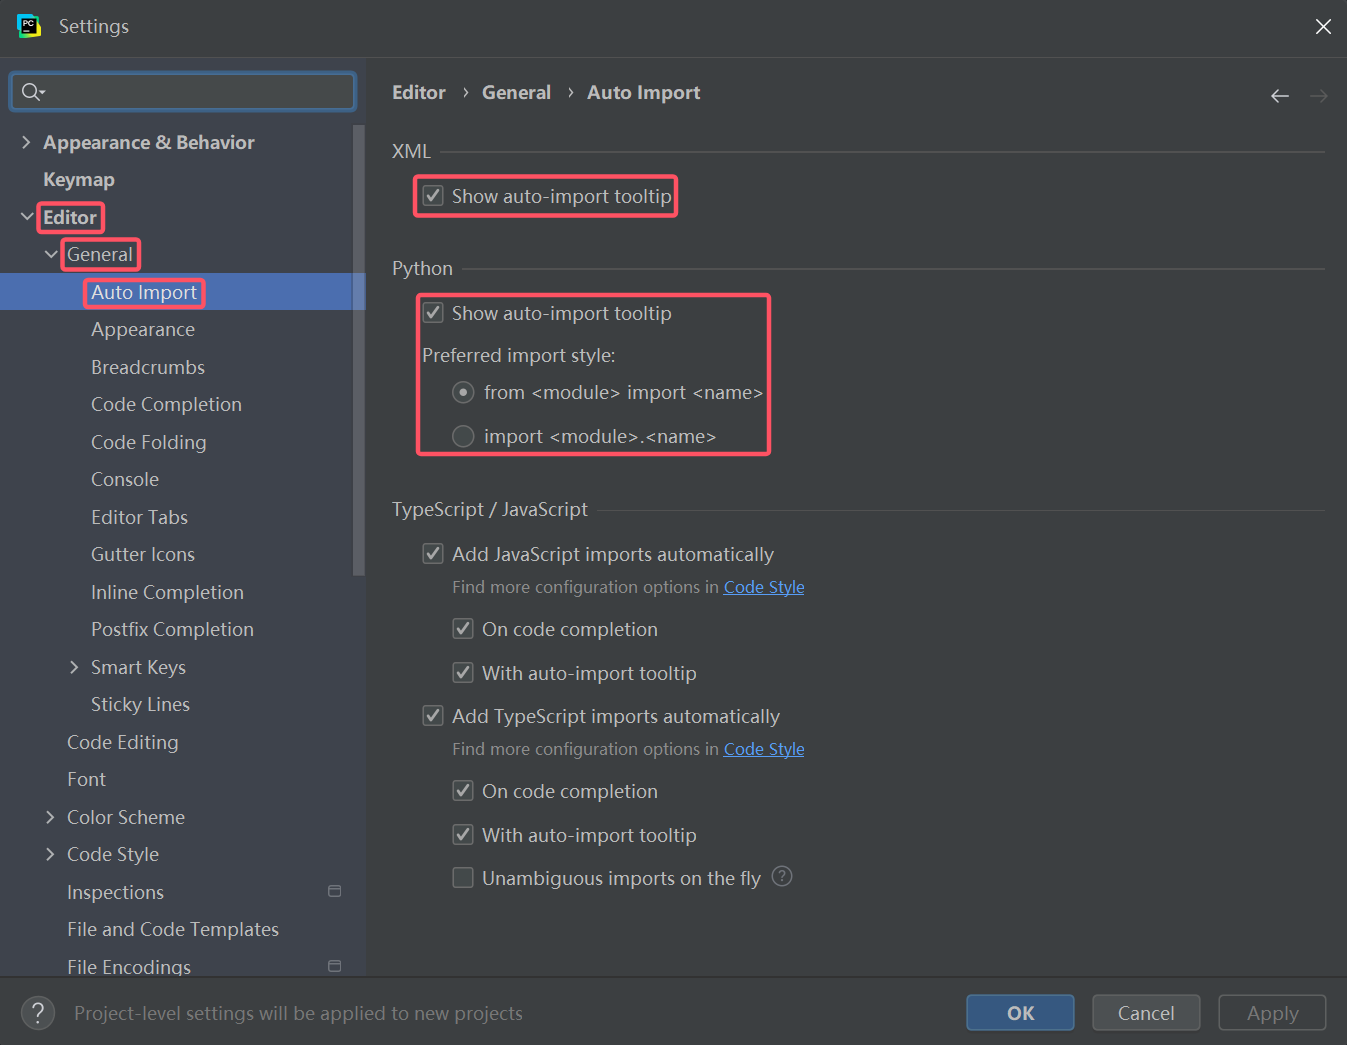 PC
Settings
Appearance & Behavior
Keymap
Editor
General
Auto Import
Appearance
Breadcrumbs
Code Completion
Code Folding
Console
Editor Tabs
Gutter Icons
Inline Completion
Postfix Completion
Smart Keys
Sticky Lines
Code Editing
Font
Color Scheme
Code Style
Inspections
File and Code Templates
File Encodings
Editor › General › Auto Import
XML
Show auto-import tooltip
Python
Show auto-import tooltip
Preferred import style:
from <module> import <name>
import <module>.<name>
TypeScript / JavaScript
Add JavaScript imports automatically
Find more configuration options in Code Style
On code completion
With auto-import tooltip
Add TypeScript imports automatically
Find more configuration options in Code Style
On code completion
With auto-import tooltip
Unambiguous imports on the fly ?
? Project-level settings will be applied to new projects
OK
Cancel
Apply